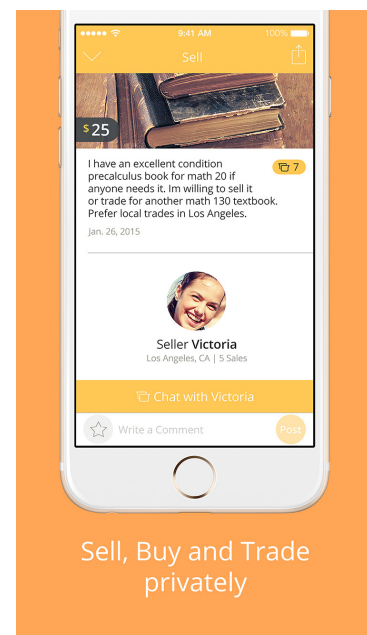 9:41 AM
100%
Sell
$25
I have an excellent condition
precalculus book for math 20 if
anyone needs it. Im willing to sell it
or trade for another math 130 textbook.
Prefer local trades in Los Angeles.
7
Jan. 26, 2015
Seller Victoria
Los Angeles, CA | 5 Sales
Chat with Victoria
Write a Comment
Post
Sell, Buy and Trade
privately